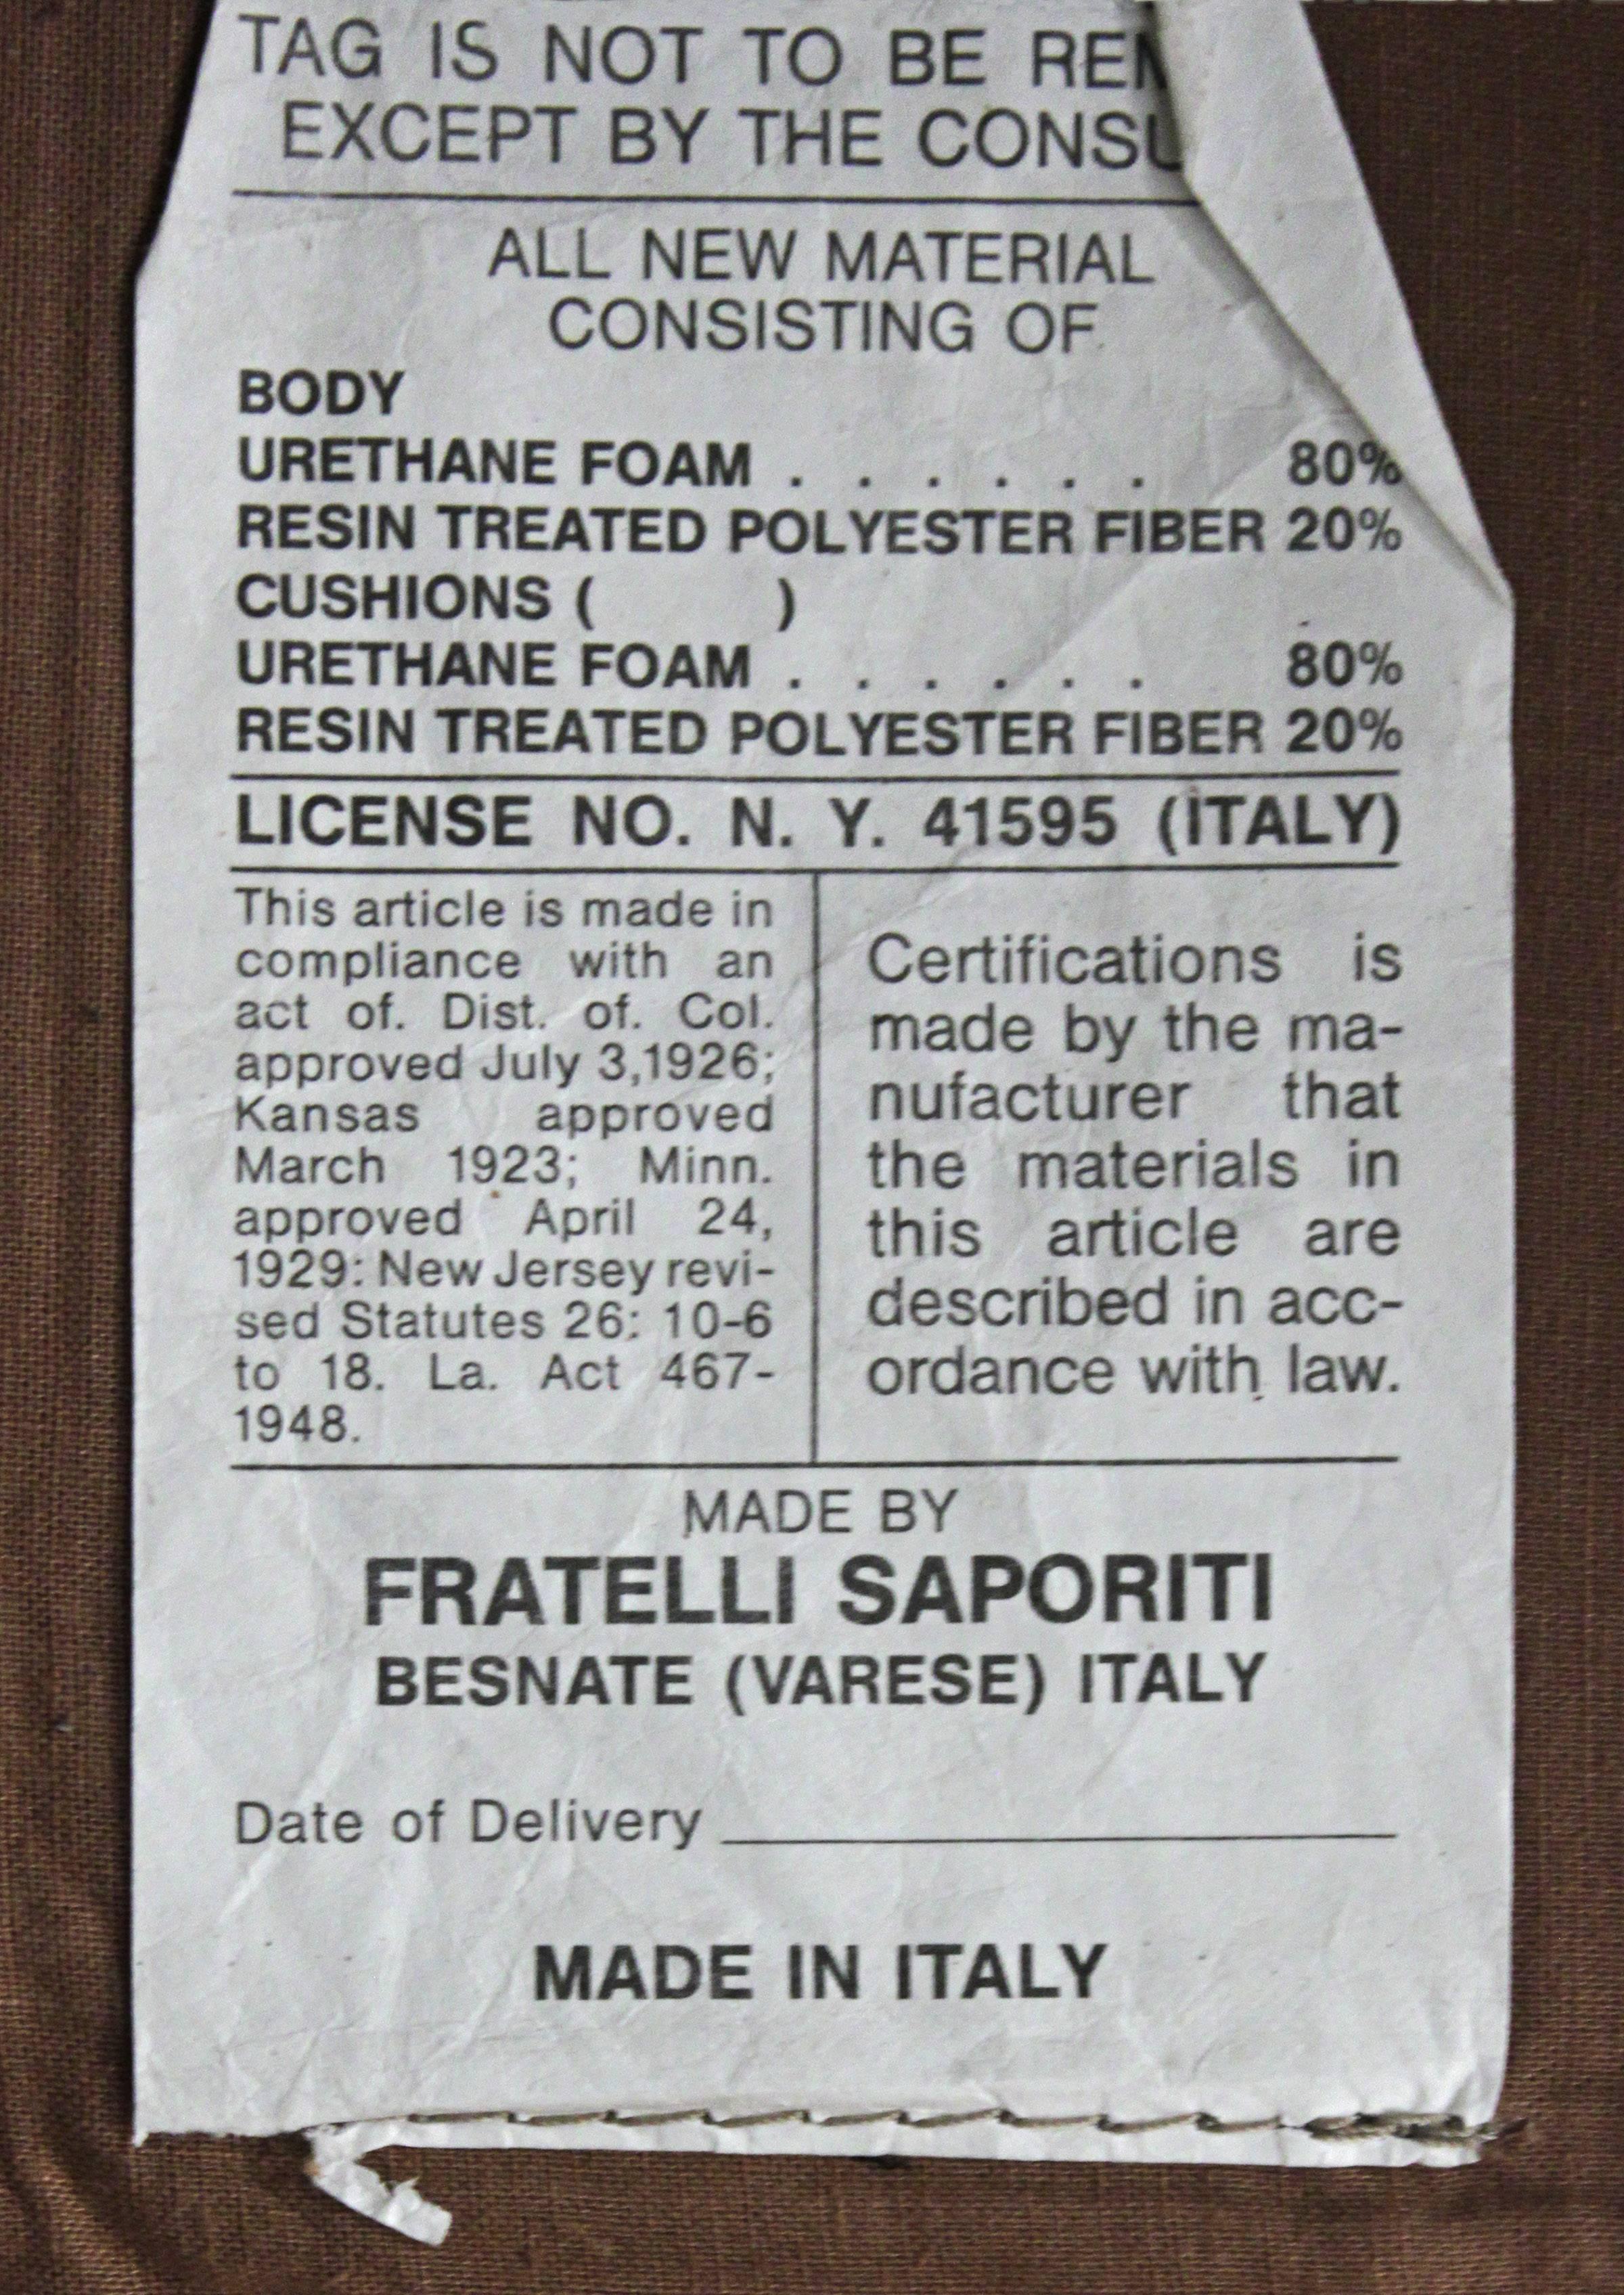 TAG IS NOT TO BE REM
EXCEPT BY THE CONSU
ALL NEW MATERIAL
CONSISTING OF
BODY
URETHANE FOAM . . . . . . 80%
RESIN TREATED POLYESTER FIBER 20%
CUSHIONS ( )
URETHANE FOAM . . . . . . 80%
RESIN TREATED POLYESTER FIBER 20%
LICENSE NO. N. Y. 41595 (ITALY)
This article is made in
compliance with an
act of. Dist. of. Col.
approved July 3,1926;
Kansas approved
March 1923; Minn.
approved April 24,
1929: New Jersey revi-
sed Statutes 26: 10-6
to 18. La. Act 467-
1948.
Certifications is
made by the ma-
nufacturer that
the materials in
this article are
described in acc-
ordance with law.
MADE BY
FRATELLI SAPORITI
BESNATE (VARESE) ITALY
Date of Delivery
MADE IN ITALY